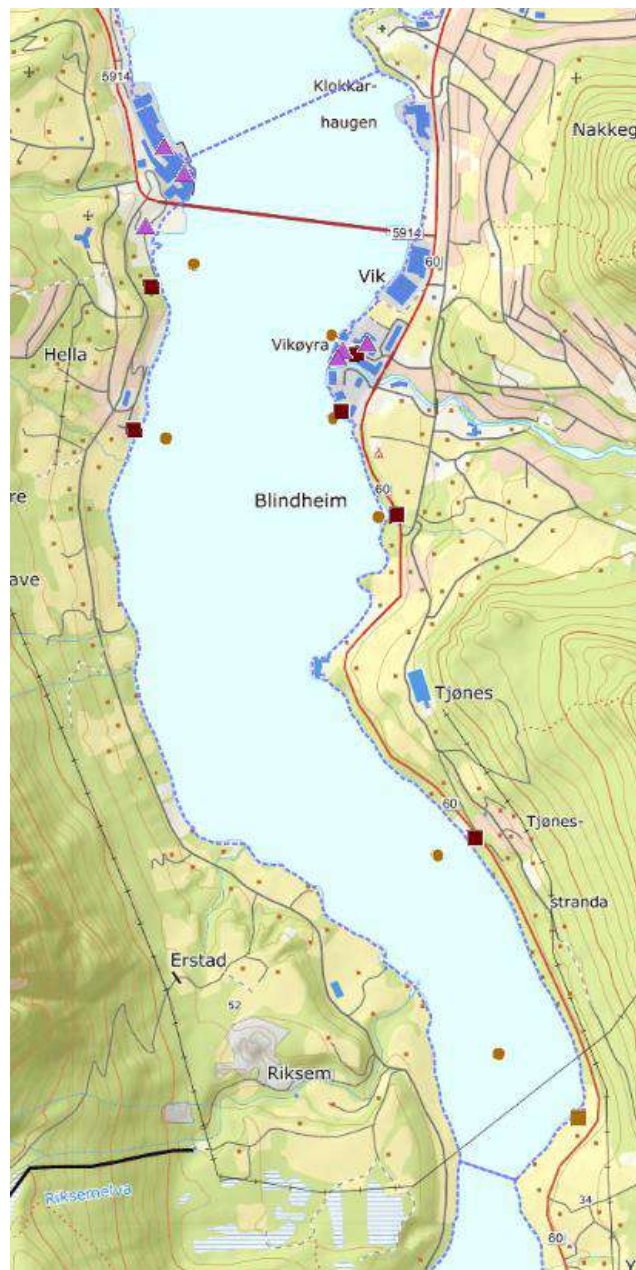 5914
Klokkar-
haugen
Nakkeg
5914
60
Vik
Vikøyra
Hella
re
60
Blindheim
ave
Tjønes
60
Tjønes-
stranda
Erstad
52
Riksem
Riksemelva
34
60
Y